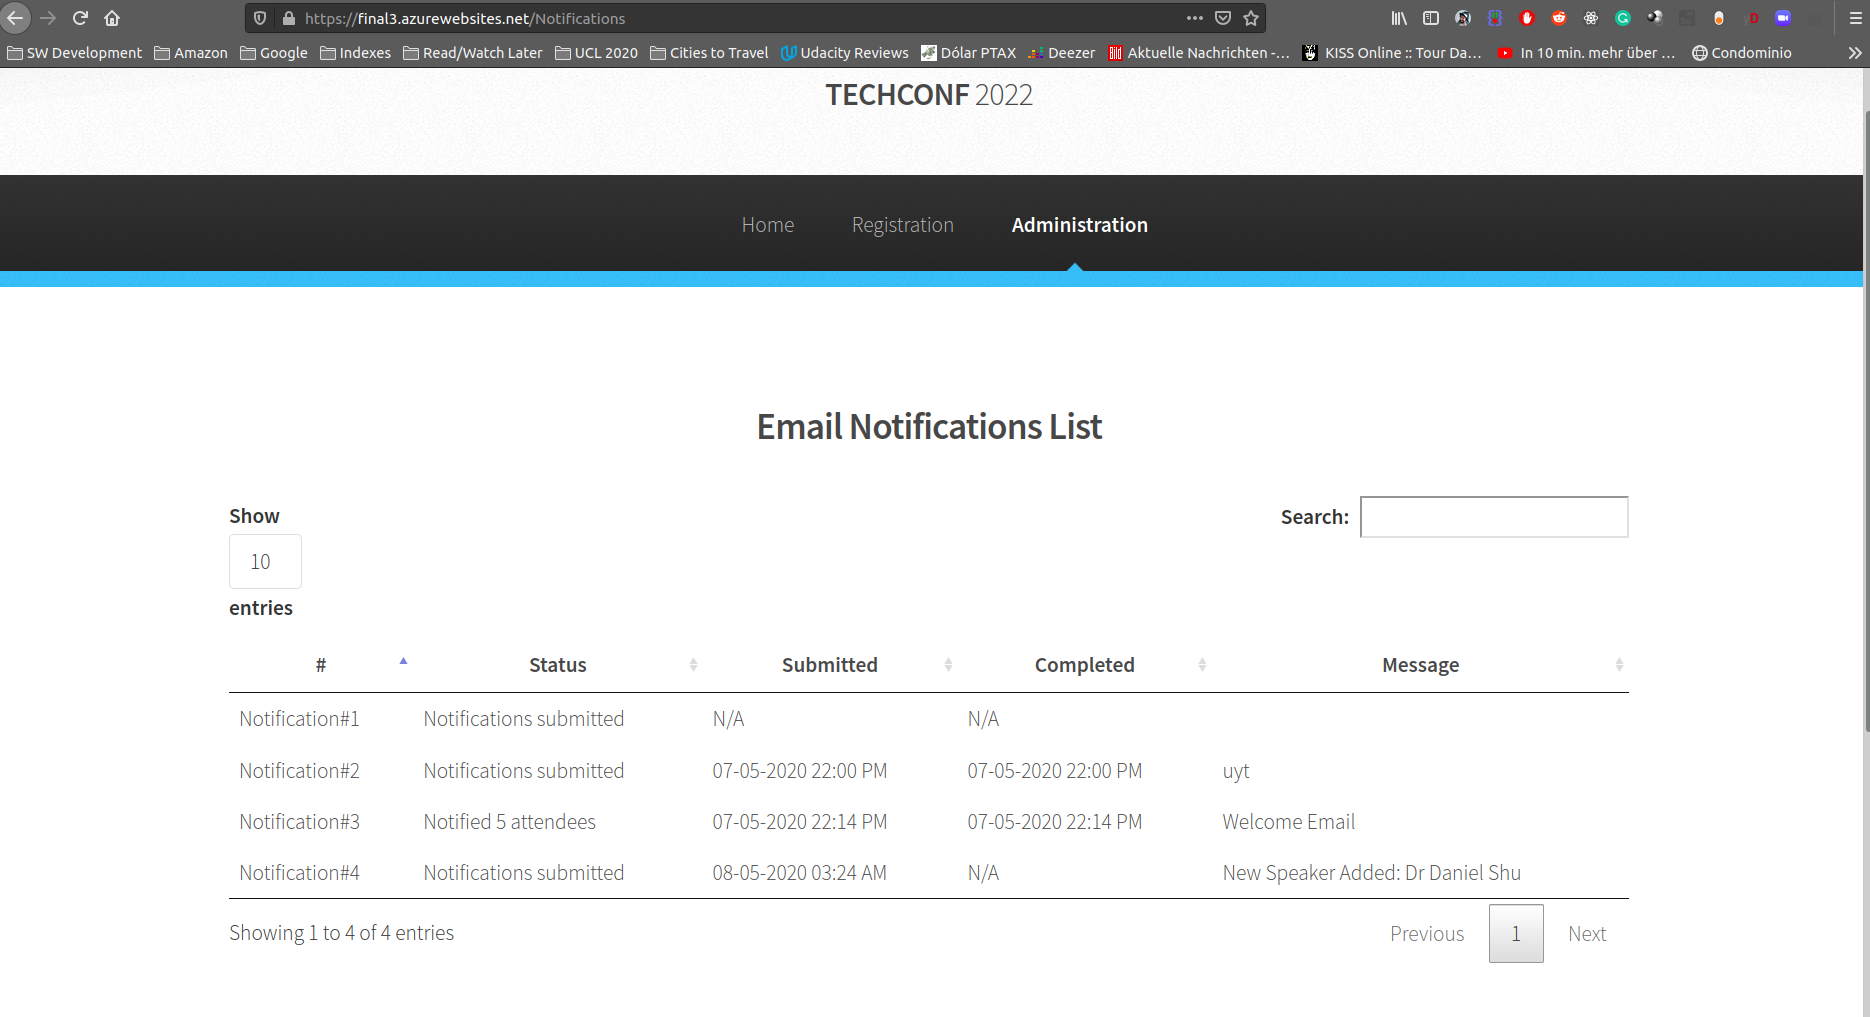 https://final3.azurewebsites.net/Notifications
SW Development Amazon Google Indexes Read/Watch Later UCL 2020 Cities to Travel Udacity Reviews Dólar PTAX Deezer Aktuelle Nachrichten -... KISS Online :: Tour Da... In 10 min. mehr über ... Condominio
TECHCONF 2022
Home Registration Administration
Email Notifications List
Show
10
entries
Search:
# Status Submitted Completed Message
Notification#1 Notifications submitted N/A N/A
Notification#2 Notifications submitted 07-05-2020 22:00 PM 07-05-2020 22:00 PM uyt
Notification#3 Notified 5 attendees 07-05-2020 22:14 PM 07-05-2020 22:14 PM Welcome Email
Notification#4 Notifications submitted 08-05-2020 03:24 AM N/A New Speaker Added: Dr Daniel Shu
Showing 1 to 4 of 4 entries
Previous 1 Next